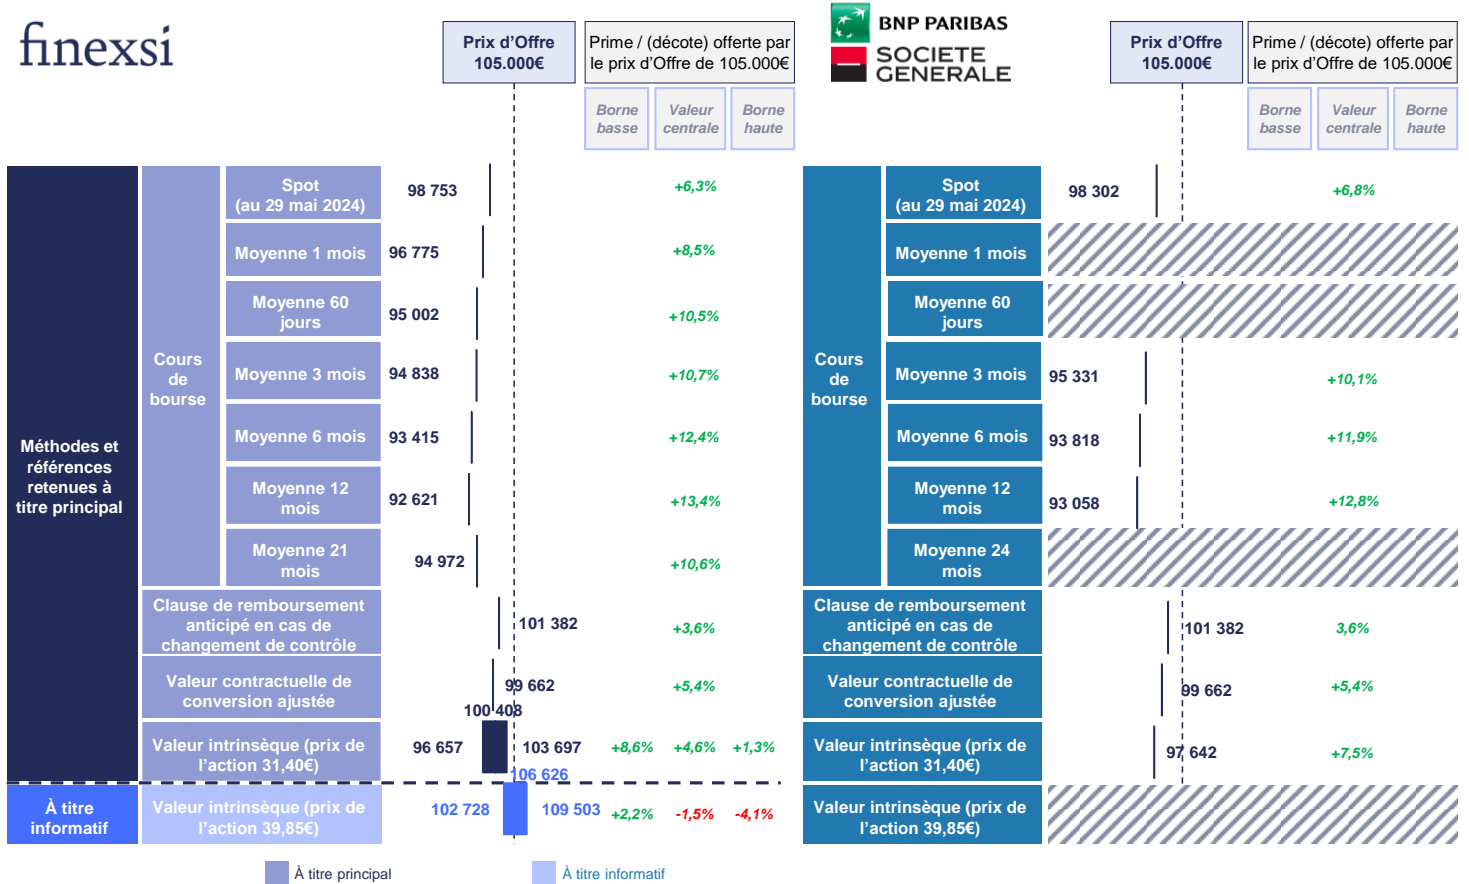 finexsi
Prix d'Offre
105.000€
Prime / (décote) offerte par
le prix d'Offre de 105.000€
Borne
basse
Valeur
centrale
Borne
haute
BNP PARIBAS
SOCIETE
GENERALE
Prix d'Offre
105.000€
Prime / (décote) offerte par
le prix d'Offre de 105.000€
Borne
basse
Valeur
centrale
Borne
haute
Méthodes et
références
retenues à
titre principal
Cours
de
bourse
Spot
(au 29 mai 2024)
98 753
+6,3%
Moyenne 1 mois
96 775
+8,5%
Moyenne 60
jours
95 002
+10,5%
Moyenne 3 mois
94 838
+10,7%
Moyenne 6 mois
93 415
+12,4%
Moyenne 12
mois
92 621
+13,4%
Moyenne 21
mois
94 972
+10,6%
Clause de remboursement
anticipé en cas de
changement de contrôle
101 382
+3,6%
Valeur contractuelle de
conversion ajustée
99 662
+5,4%
Valeur intrinsèque (prix de
l'action 31,40€)
100 408
96 657
103 697
+8,6%
+4,6%
+1,3%
À titre
informatif
Valeur intrinsèque (prix de
l'action 39,85€)
106 626
102 728
109 503
+2,2%
-1,5%
-4,1%
Cours
de
bourse
Spot
(au 29 mai 2024)
98 302
+6,8%
Moyenne 1 mois
Moyenne 60
jours
Moyenne 3 mois
95 331
+10,1%
Moyenne 6 mois
93 818
+11,9%
Moyenne 12
mois
93 058
+12,8%
Moyenne 24
mois
Clause de remboursement
anticipé en cas de
changement de contrôle
101 382
3,6%
Valeur contractuelle de
conversion ajustée
99 662
+5,4%
Valeur intrinsèque (prix de
l'action 31,40€)
97 642
+7,5%
Valeur intrinsèque (prix de
l'action 39,85€)
À titre principal
À titre informatif